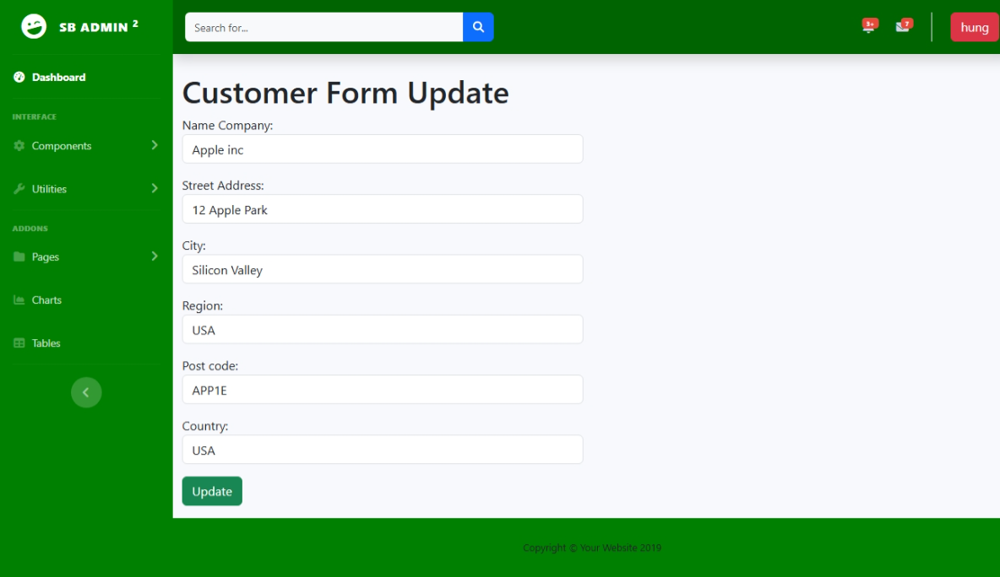 SB ADMIN 2
Search for...
3+
7
hung
Dashboard
INTERFACE
Components
Utilities
ADDONS
Pages
Charts
Tables
Customer Form Update
Name Company:
Apple inc
Street Address:
12 Apple Park
City:
Silicon Valley
Region:
USA
Post code:
APP1E
Country:
USA
Update
Copyright © Your Website 2019